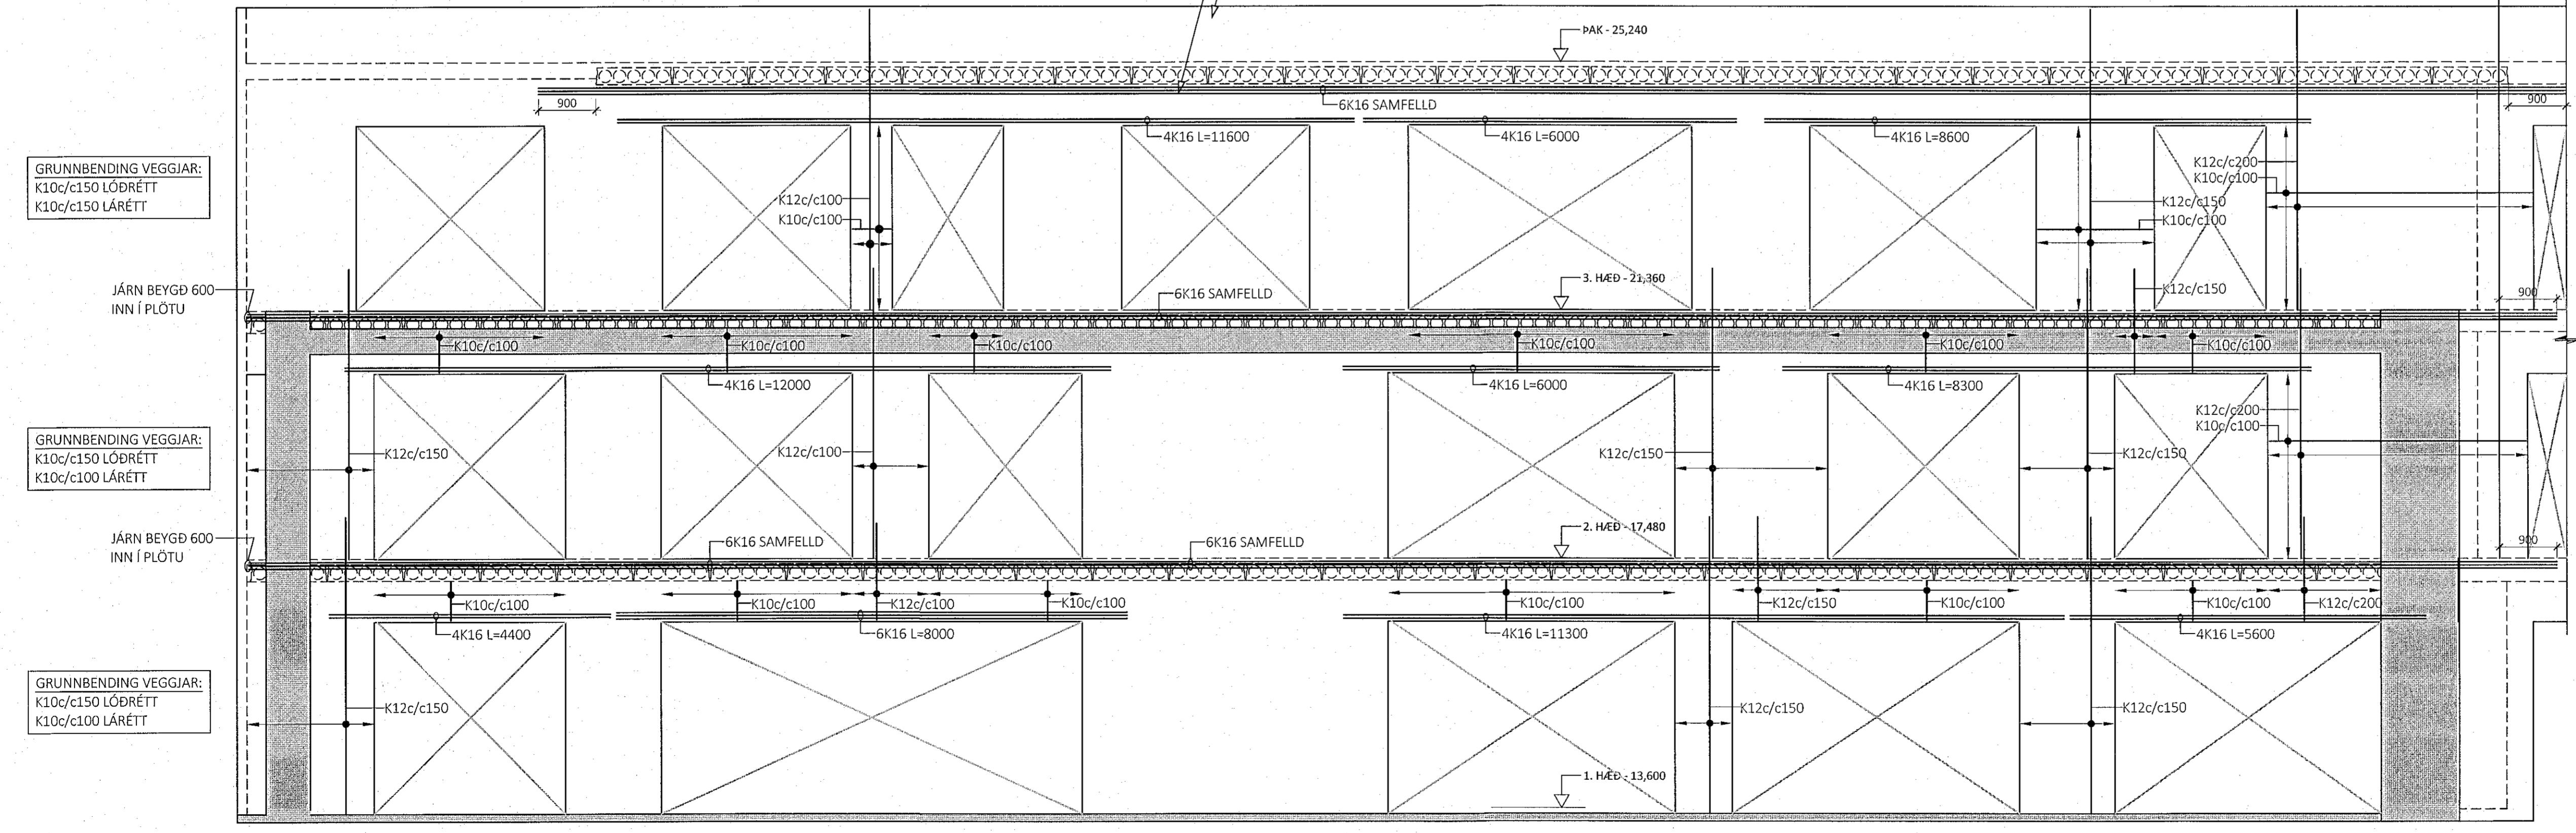 ÞAK - 25,240
900
6K16 SAMFELLD
900
4K16 L=11600
4K16 L=6000
4K16 L=8600
GRUNNBENDING VEGGJAR:
K10c/c150 LÓÐRÉTT
K10c/c150 LÁRÉTT
K12c/c100
K10c/c100
K12c/c200
K10c/c100
K12c/c150
K10c/c100
JÁRN BEYGÐ 600
INN Í PLÖTU
6K16 SAMFELLD
3. HÆÐ - 21,360
K12c/c150
900
K10c/c100
K10c/c100
K10c/c100
K10c/c100
K10c/c100
K10c/c100
4K16 L=12000
4K16 L=6000
4K16 L=8300
GRUNNBENDING VEGGJAR:
K10c/c150 LÓÐRÉTT
K10c/c100 LÁRÉTT
K12c/c150
K12c/c100
K12c/c150
K12c/c150
K12c/c200
K10c/c100
JÁRN BEYGÐ 600
INN Í PLÖTU
6K16 SAMFELLD
6K16 SAMFELLD
2. HÆÐ - 17,480
900
K10c/c100
K10c/c100
K12c/c100
K10c/c100
K10c/c100
K12c/c150
K10c/c100
K10c/c100
K12c/c200
4K16 L=4400
6K16 L=8000
4K16 L=11300
4K16 L=5600
GRUNNBENDING VEGGJAR:
K10c/c150 LÓÐRÉTT
K10c/c100 LÁRÉTT
K12c/c150
K12c/c150
K12c/c150
1. HÆÐ - 13,600